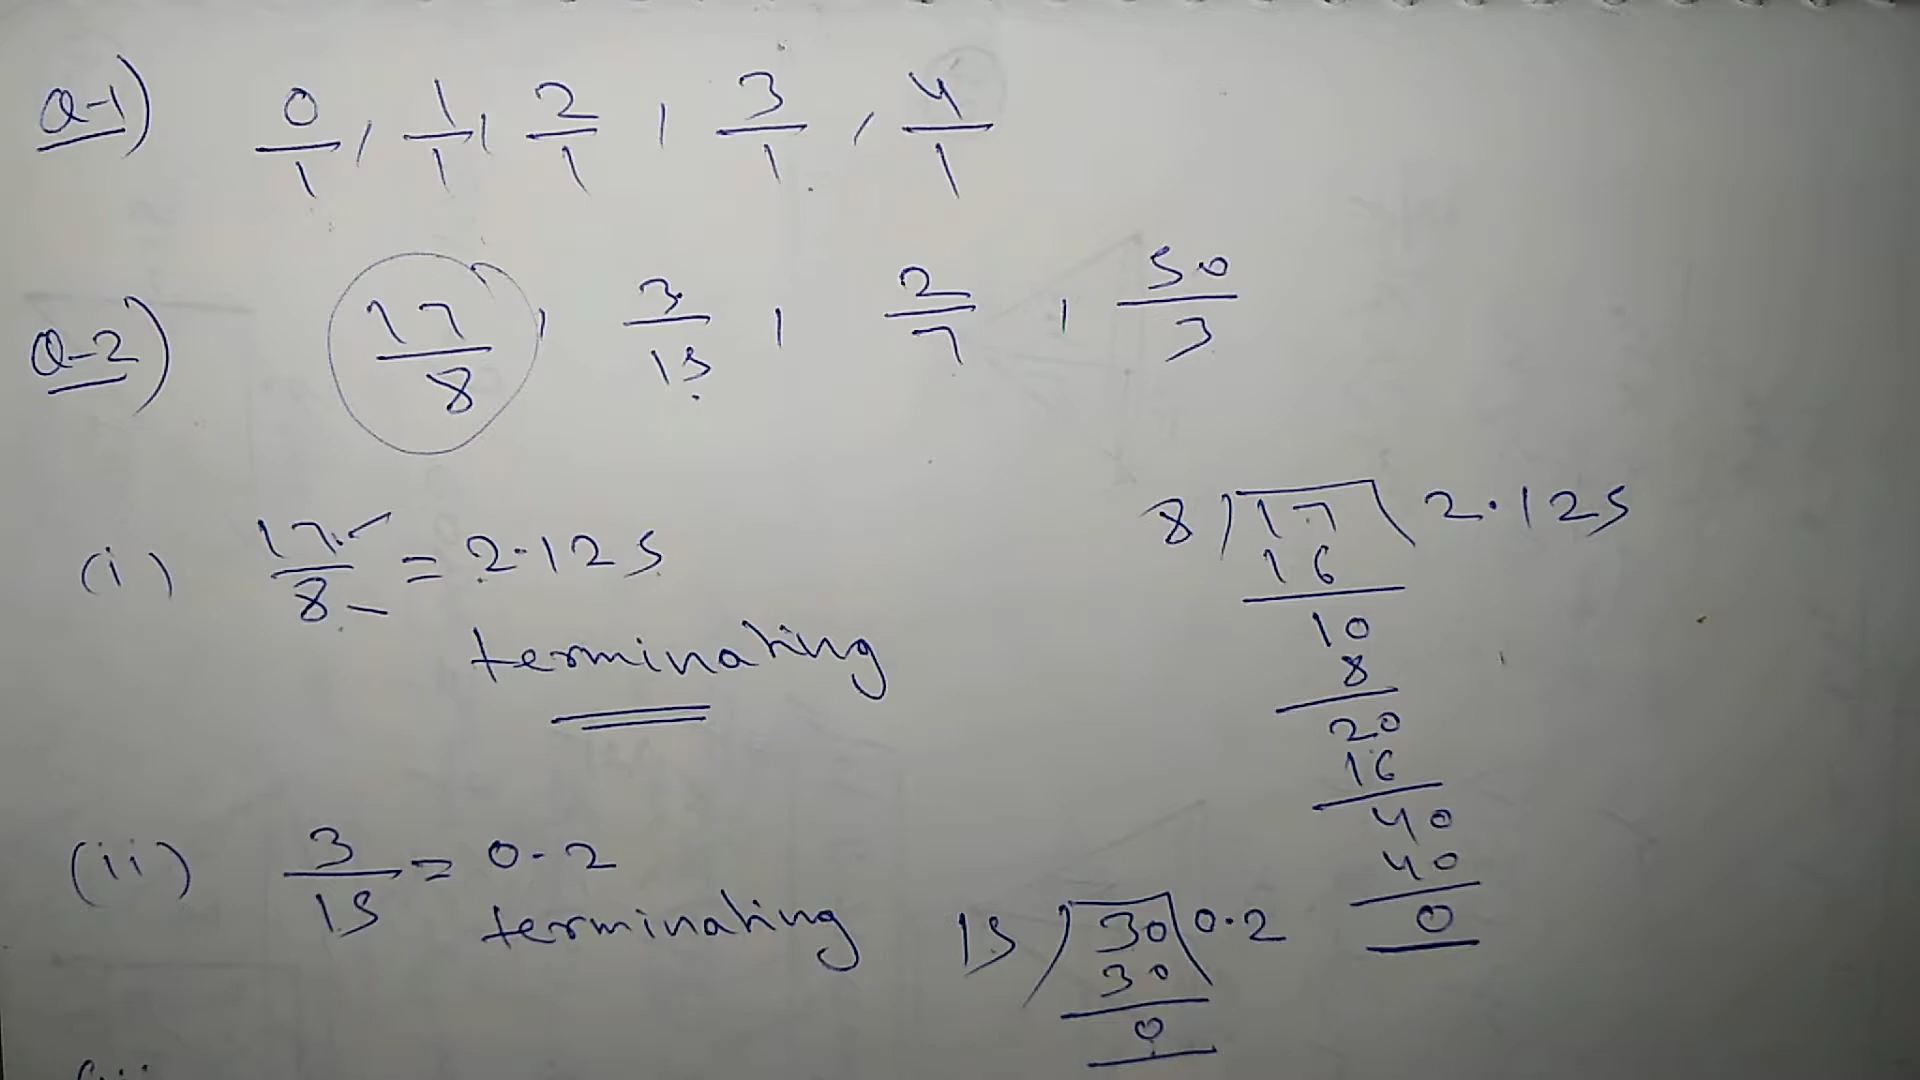 Q-1) 0/1, 1/1, 2/1, 3/1, 4/1
Q-2) 17/8, 3/15, 2/7, 50/3
(i) 17/8 = 2.125
terminating
8) 17 ( 2.125
16
10
8
20
16
40
40
0
(ii) 3/15 = 0.2
terminating
15) 30 ( 0.2
30
0